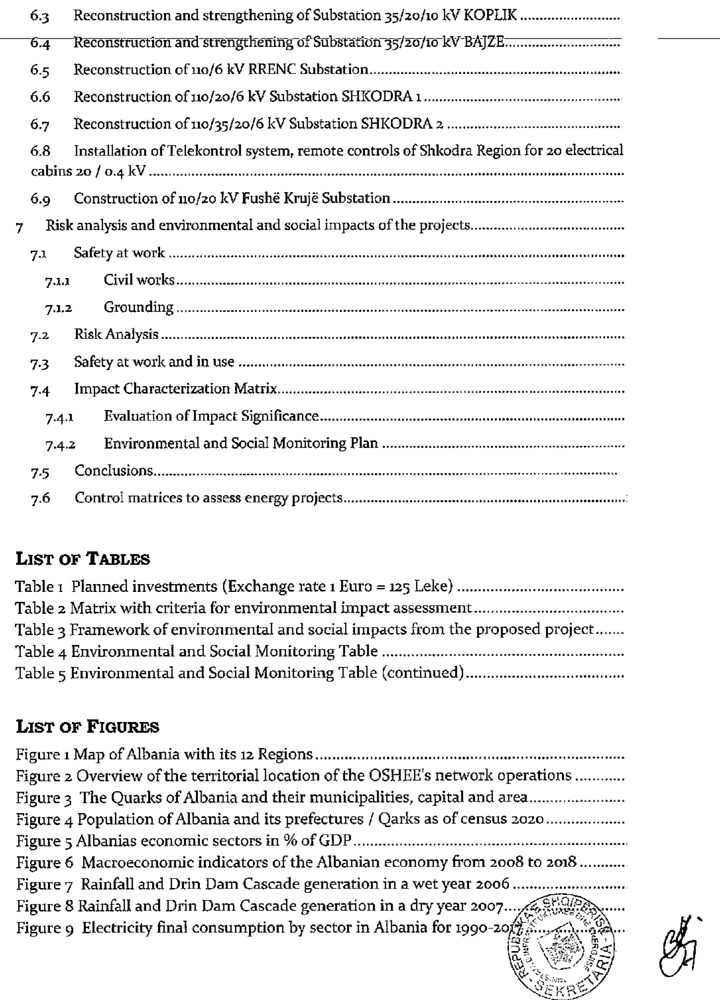 6.3 Reconstruction and strengthening of Substation 35/20/10 kV KOPLIK
6.4 Reconstruction and strengthening of Substation 35/20/10 kV BAJZE
6.5 Reconstruction of 110/6 kV RRENC Substation
6.6 Reconstruction of 110/20/6 kV Substation SHKODRA 1
6.7 Reconstruction of 110/35/20/6 kV Substation SHKODRA 2
6.8 Installation of Telekontrol system, remote controls of Shkodra Region for 20 electrical
cabins 20 / 0.4 kV
6.9 Construction of 110/20 kV Fushë Krujë Substation
7 Risk analysis and environmental and social impacts of the projects
7.1 Safety at work
7.1.1 Civil works
7.1.2 Grounding
7.2 Risk Analysis
7.3 Safety at work and in use
7.4 Impact Characterization Matrix
7.4.1 Evaluation of Impact Significance
7.4.2 Environmental and Social Monitoring Plan
7.5 Conclusions
7.6 Control matrices to assess energy projects
LIST OF TABLES
Table 1 Planned investments (Exchange rate 1 Euro = 125 Leke)
Table 2 Matrix with criteria for environmental impact assessment
Table 3 Framework of environmental and social impacts from the proposed project
Table 4 Environmental and Social Monitoring Table
Table 5 Environmental and Social Monitoring Table (continued)
LIST OF FIGURES
Figure 1 Map of Albania with its 12 Regions
Figure 2 Overview of the territorial location of the OSHEE's network operations
Figure 3 The Quarks of Albania and their municipalities, capital and area
Figure 4 Population of Albania and its prefectures / Qarks as of census 2020
Figure 5 Albanias economic sectors in % of GDP
Figure 6 Macroeconomic indicators of the Albanian economy from 2008 to 2018
Figure 7 Rainfall and Drin Dam Cascade generation in a wet year 2006
Figure 8 Rainfall and Drin Dam Cascade generation in a dry year 2007
Figure 9 Electricity final consumption by sector in Albania for 1990-2017
REPUBLIKA E SHQIPERISE
SEKRETARIA